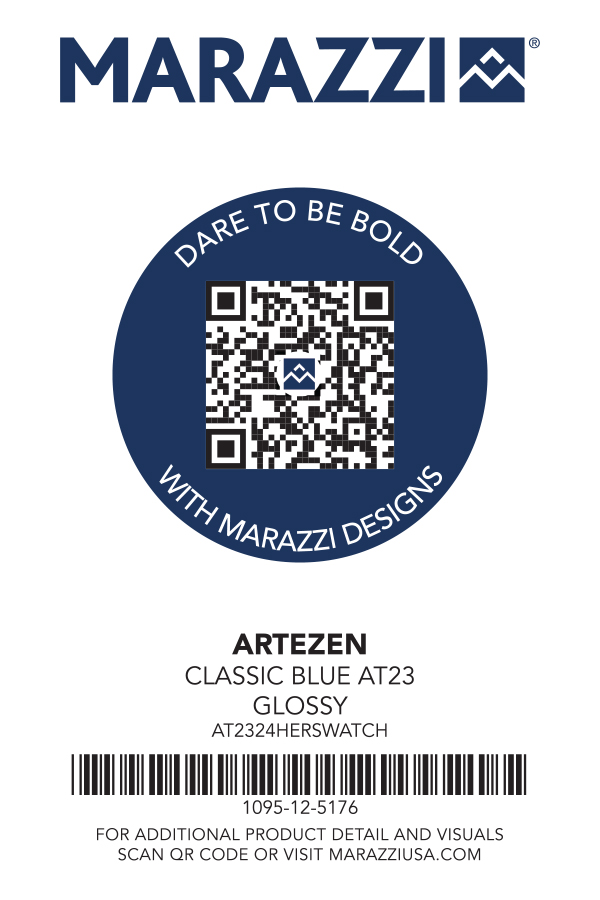 MARAZZI®
DARE TO BE BOLD
WITH MARAZZI DESIGNS
ARTEZEN
CLASSIC BLUE AT23
GLOSSY
AT2324HERSWATCH
1095-12-5176
FOR ADDITIONAL PRODUCT DETAIL AND VISUALS
SCAN QR CODE OR VISIT MARAZZIUSA.COM